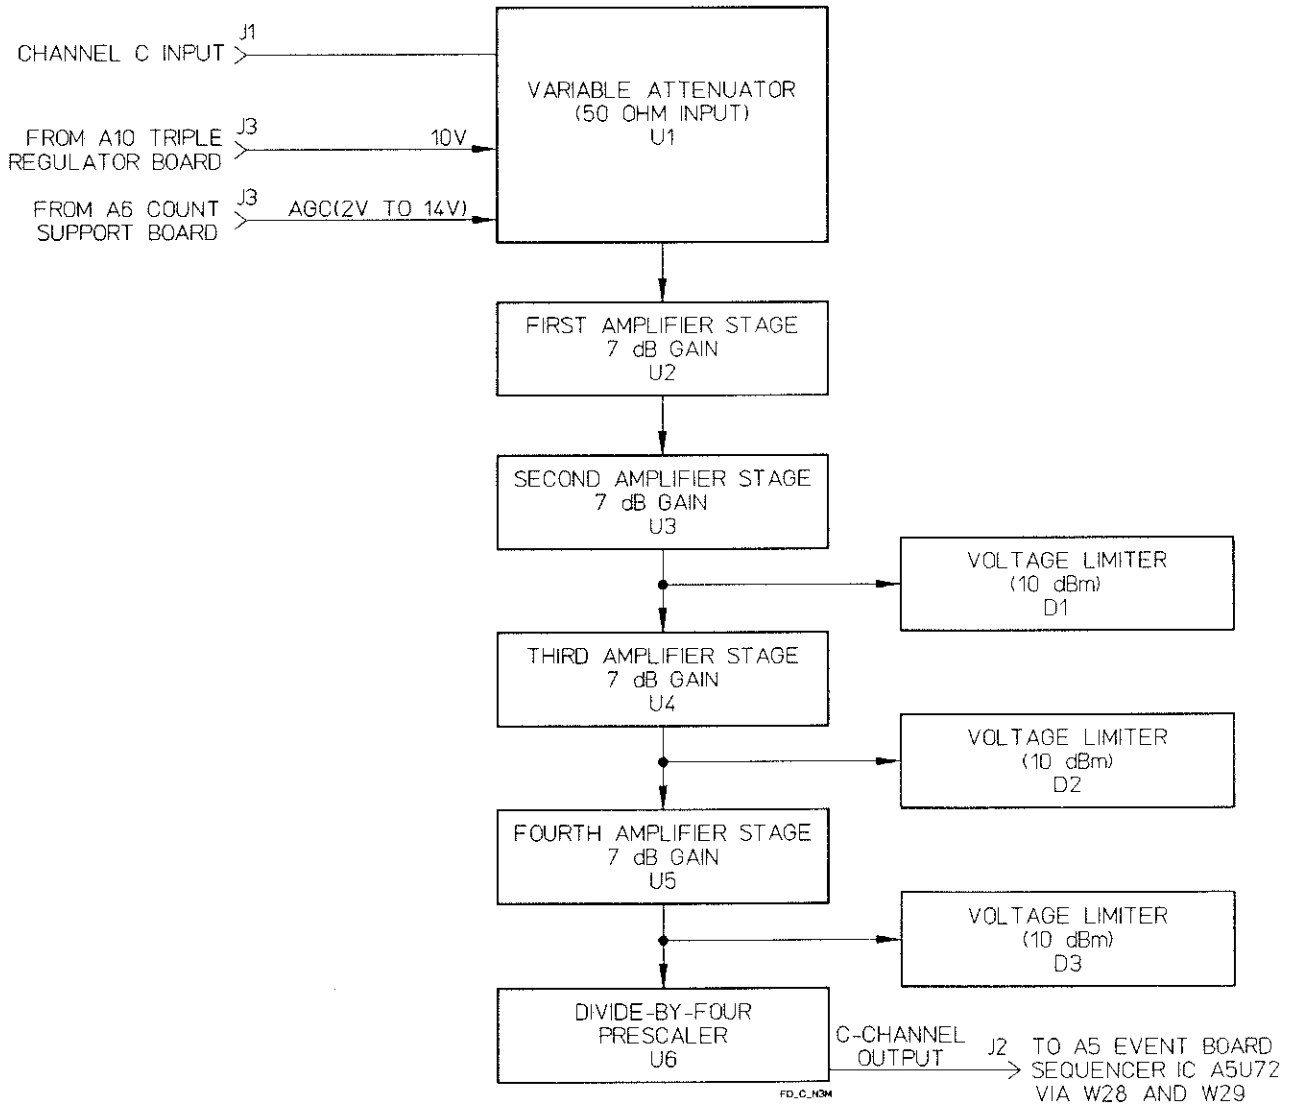 J1
CHANNEL C INPUT
VARIABLE ATTENUATOR
(50 OHM INPUT)
U1
FROM A10 TRIPLE
REGULATOR BOARD
J3
10V
FROM A6 COUNT
SUPPORT BOARD
J3
AGC(2V TO 14V)
FIRST AMPLIFIER STAGE
7 dB GAIN
U2
SECOND AMPLIFIER STAGE
7 dB GAIN
U3
VOLTAGE LIMITER
(10 dBm)
D1
THIRD AMPLIFIER STAGE
7 dB GAIN
U4
VOLTAGE LIMITER
(10 dBm)
D2
FOURTH AMPLIFIER STAGE
7 dB GAIN
U5
VOLTAGE LIMITER
(10 dBm)
D3
DIVIDE-BY-FOUR
PRESCALER
U6
C-CHANNEL
OUTPUT
J2
TO A5 EVENT BOARD
SEQUENCER IC A5U72
VIA W28 AND W29
FD_C_N3M